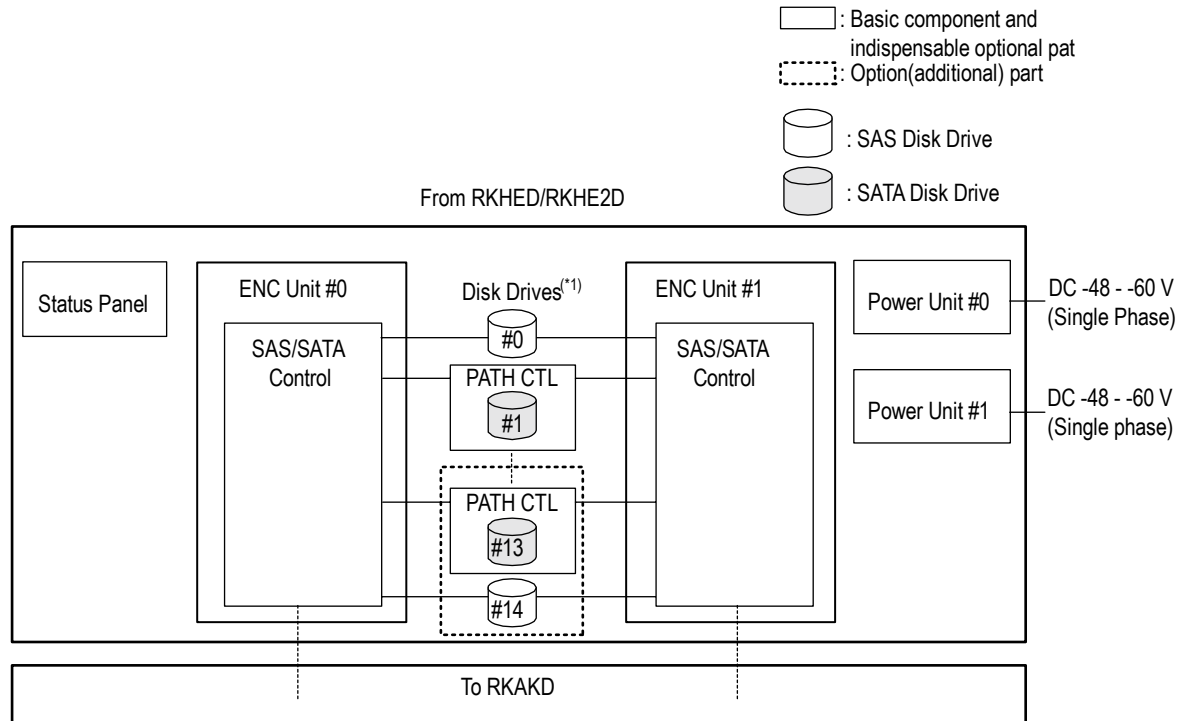 : Basic component and
indispensable optional pat
: Option(additional) part
: SAS Disk Drive
: SATA Disk Drive
From RKHED/RKHE2D
Status Panel
ENC Unit #0
SAS/SATA
Control
Disk Drives(*1)
#0
PATH CTL
#1
PATH CTL
#13
#14
ENC Unit #1
SAS/SATA
Control
Power Unit #0
DC -48 - -60 V
(Single Phase)
Power Unit #1
DC -48 - -60 V
(Single phase)
To RKAKD